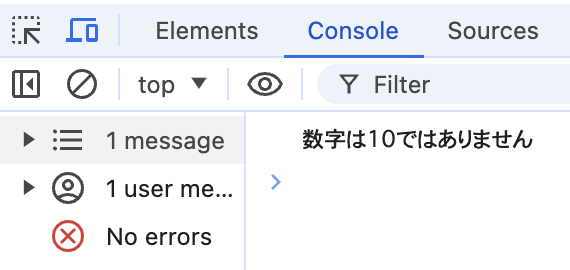 Elements Console Sources
top Filter
1 message
数字は10ではありません
1 user me...
No errors